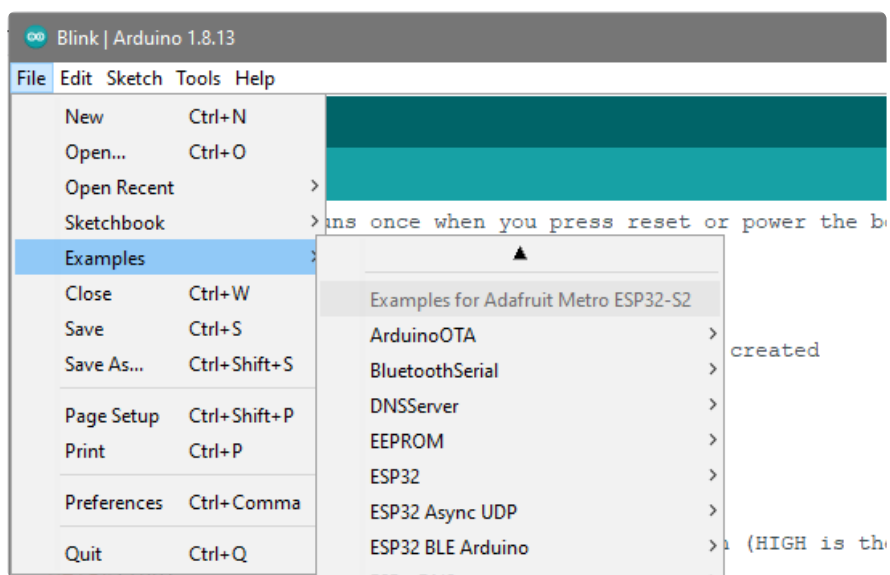 Blink | Arduino 1.8.13
File Edit Sketch Tools Help
New Ctrl+N
Open... Ctrl+O
Open Recent
Sketchbook
Examples
Close Ctrl+W
Save Ctrl+S
Save As... Ctrl+Shift+S
Page Setup Ctrl+Shift+P
Print Ctrl+P
Preferences Ctrl+Comma
Quit Ctrl+Q
once when you press reset or power the
Examples for Adafruit Metro ESP32-S2
ArduinoOTA
BluetoothSerial
DNSServer
EEPROM
ESP32
ESP32 Async UDP
ESP32 BLE Arduino
created
(HIGH is the